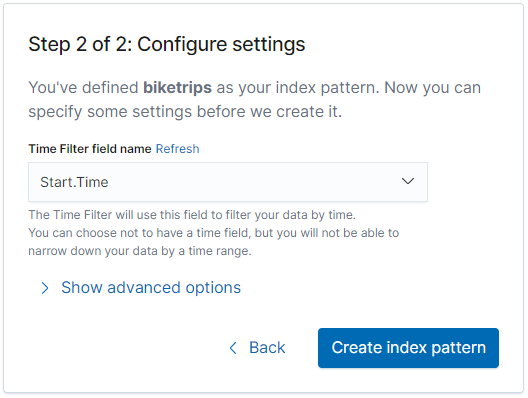 Step 2 of 2: Configure settings
You've defined biketrips as your index pattern. Now you can
specify some settings before we create it.
Time Filter field name Refresh
Start.Time
The Time Filter will use this field to filter your data by time.
You can choose not to have a time field, but you will not be able to
narrow down your data by a time range.
Show advanced options
Back
Create index pattern